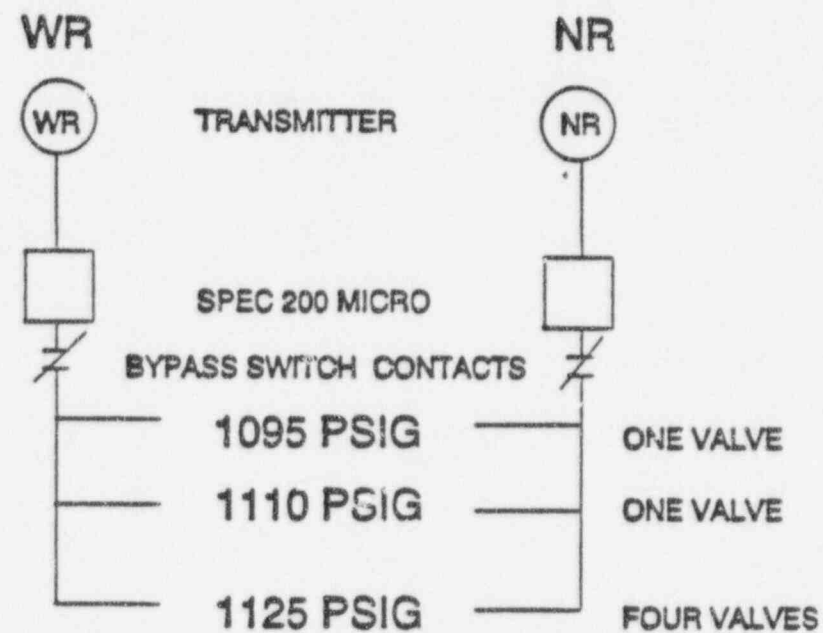 WR NR
WR TRANSMITTER NR
SPEC 200 MICRO
BYPASS SWITCH CONTACTS
1095 PSIG ONE VALVE
1110 PSIG ONE VALVE
1125 PSIG FOUR VALVES